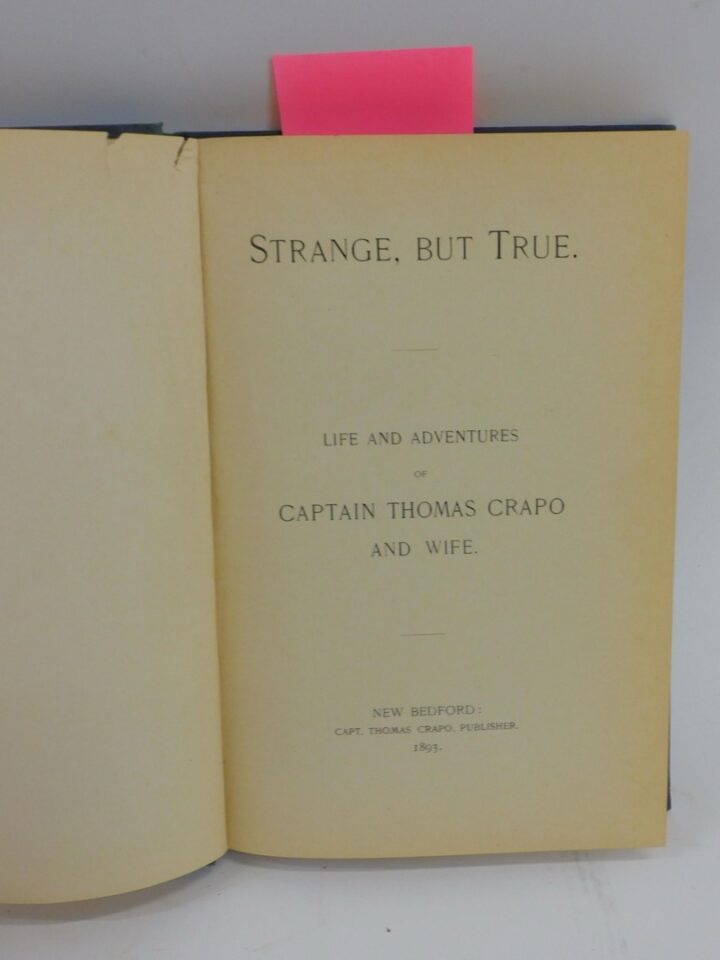 STRANGE, BUT TRUE.
LIFE AND ADVENTURES
OF
CAPTAIN THOMAS CRAPO
AND WIFE.
NEW BEDFORD:
CAPT. THOMAS CRAPO, PUBLISHER.
1893.